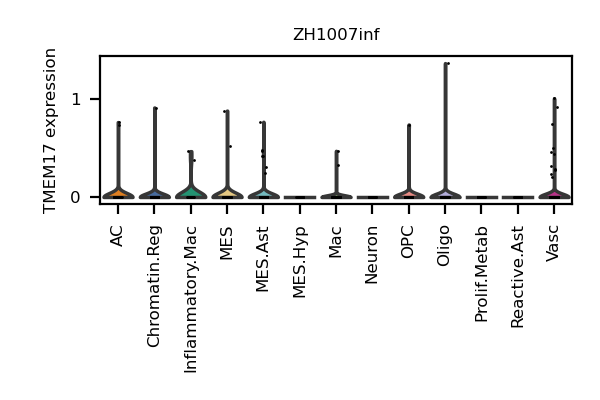 ZH1007inf
TMEM17 expression
1
0
AC
Chromatin.Reg
Inflammatory.Mac
MES
MES.Ast
MES.Hyp
Mac
Neuron
OPC
Oligo
Prolif.Metab
Reactive.Ast
Vasc